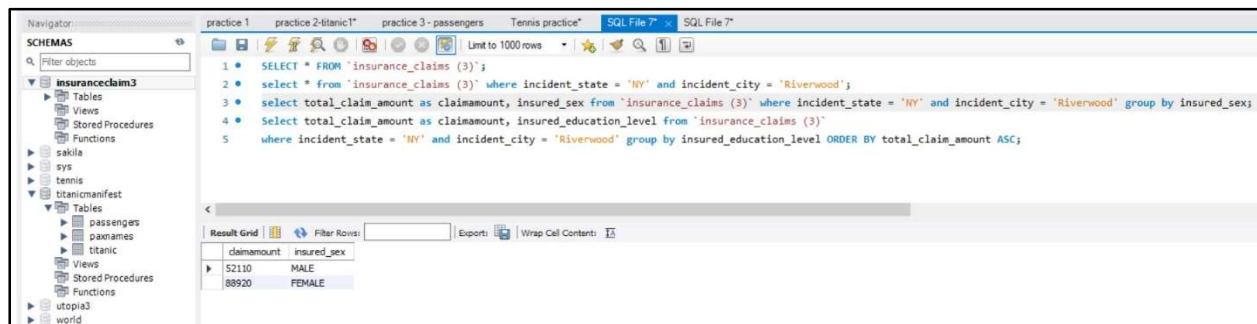 Navigator
practice 1 practice 2-titanic1* practice 3 - passengers Tennis practice* SQL File 7* × SQL File 7*
SCHEMAS
Filter objects
Limit to 1000 rows
insuranceclaim3
Tables
Views
Stored Procedures
Functions
sakila
sys
tennis
titanicmanifest
Tables
passengers
paxnames
titanic
Views
Stored Procedures
Functions
utopia3
world
1 SELECT * FROM `insurance_claims (3)`;
2 select * from `insurance_claims (3)` where incident_state = 'NY' and incident_city = 'Riverwood';
3 select total_claim_amount as claimamount, insured_sex from `insurance_claims (3)` where incident_state = 'NY' and incident_city = 'Riverwood' group by insured_sex;
4 Select total_claim_amount as claimamount, insured_education_level from `insurance_claims (3)`
5 where incident_state = 'NY' and incident_city = 'Riverwood' group by insured_education_level ORDER BY total_claim_amount ASC;
Result Grid Filter Rows: Export: Wrap Cell Content:
claimamount insured_sex
52110 MALE
88920 FEMALE